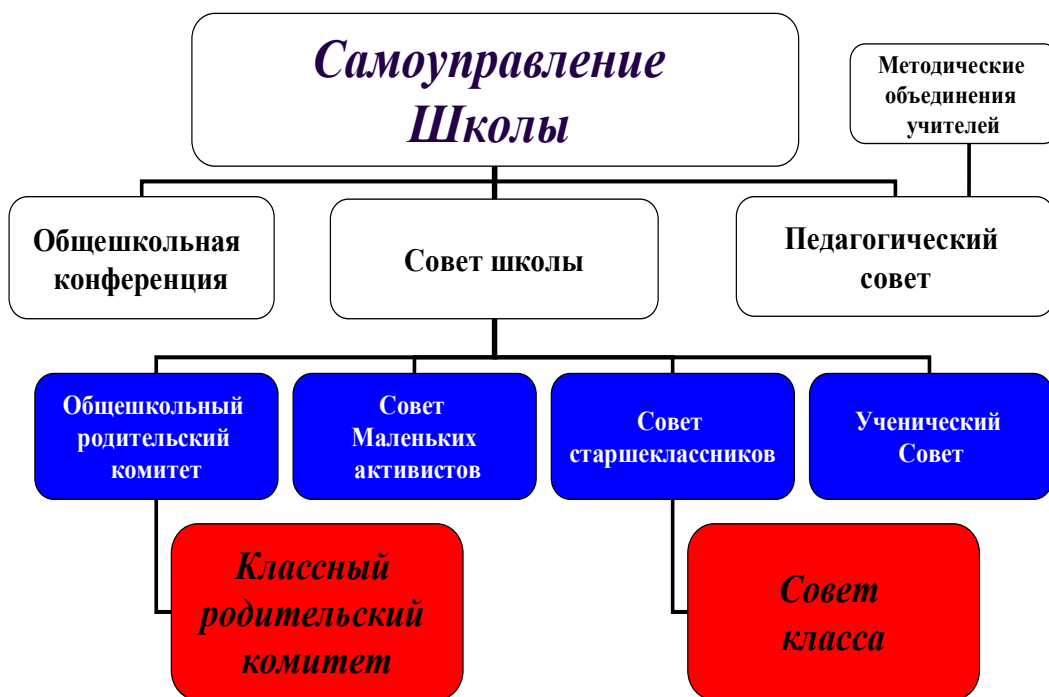 Самоуправление
Школы
Методические
объединения
учителей
Общешкольная
конференция
Совет школы
Педагогический
совет
Общешкольный
родительский
комитет
Совет
Маленьких
активистов
Совет
старшеклассников
Ученический
Совет
Классный
родительский
комитет
Совет
класса